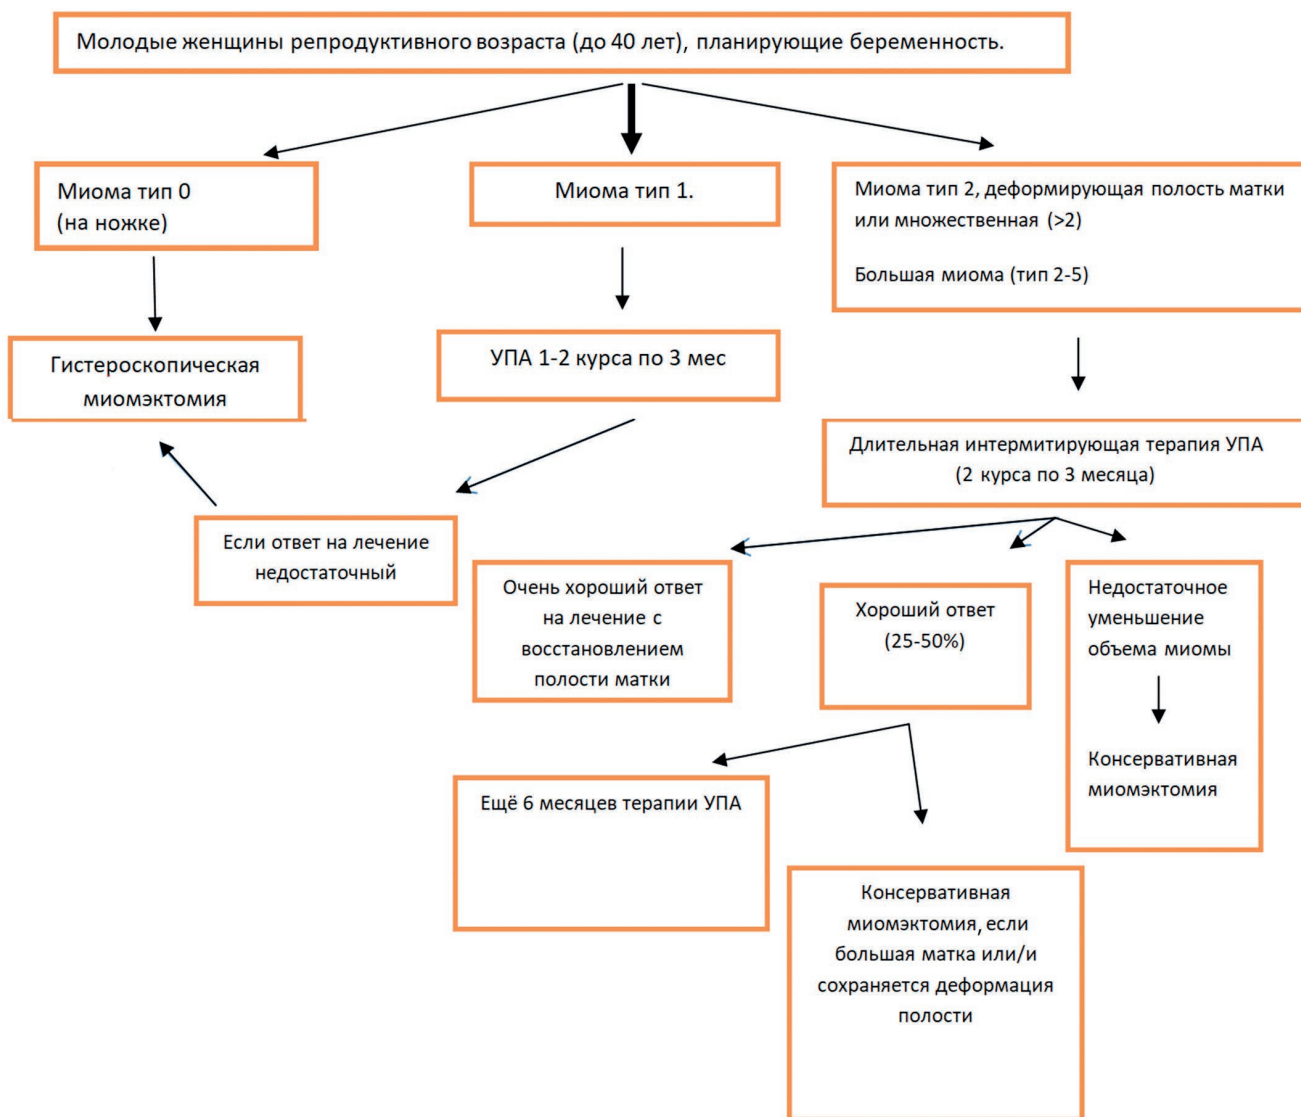 Молодые женщины репродуктивного возраста (до 40 лет), планирующие беременность.
Миома тип 0
(на ножке)
Миома тип 1.
Миома тип 2, деформирующая полость матки
или множественная (>2)
Большая миома (тип 2-5)
Гистероскопическая
миомэктомия
УПА 1-2 курса по 3 мес
Длительная интермитирующая терапия УПА
(2 курса по 3 месяца)
Если ответ на лечение
недостаточный
Очень хороший ответ
на лечение с
восстановлением
полости матки
Хороший ответ
(25-50%)
Недостаточное
уменьшение
объема миомы
Консервативная
миомэктомия
Ещё 6 месяцев терапии УПА
Консервативная
миомэктомия, если
большая матка или/и
сохраняется деформация
полости